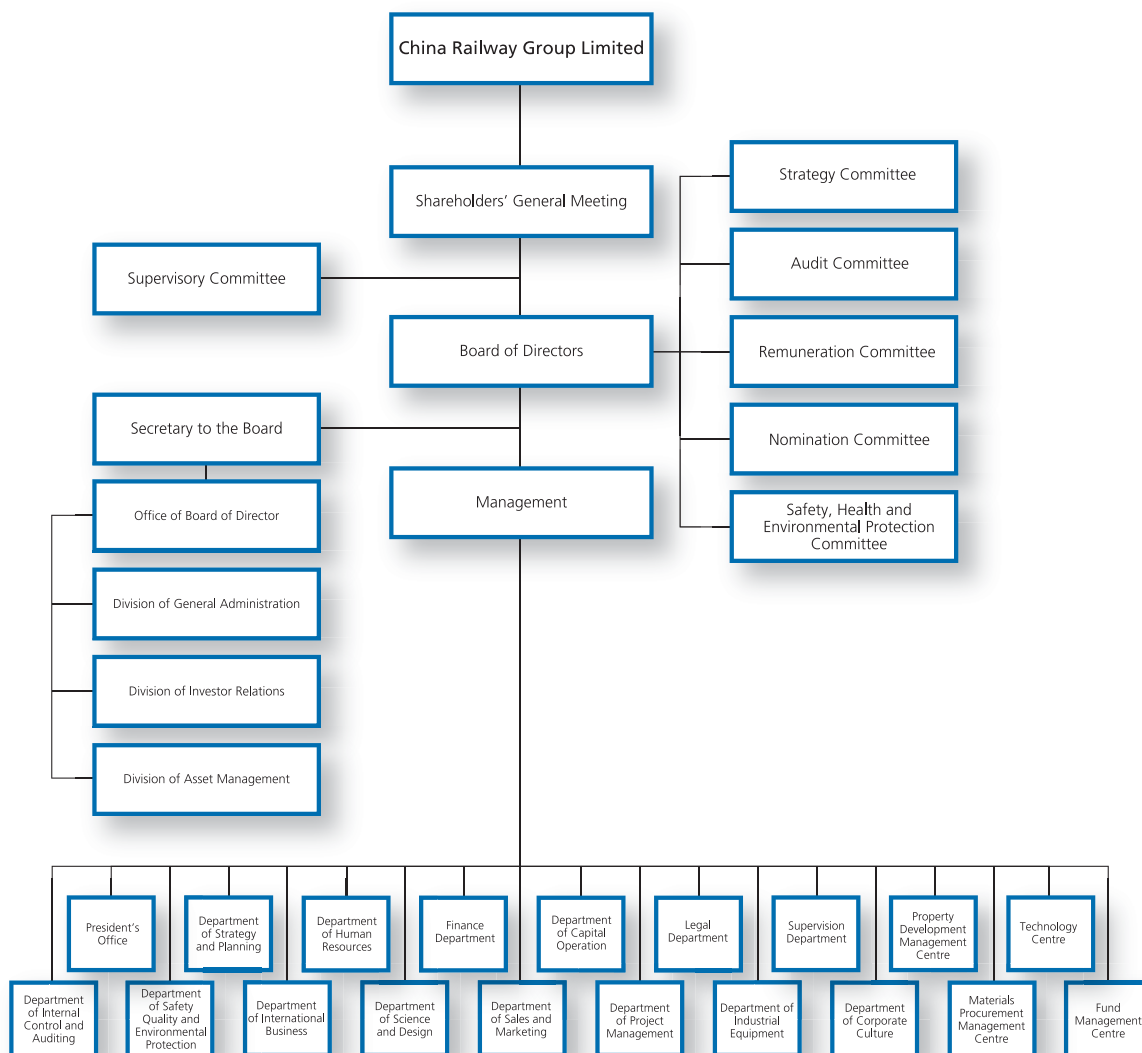 China Railway Group Limited
Shareholders' General Meeting
Strategy Committee
Audit Committee
Supervisory Committee
Board of Directors
Remuneration Committee
Secretary to the Board
Nomination Committee
Management
Safety, Health and
Environmental Protection
Committee
Office of Board of Director
Division of General Administration
Division of Investor Relations
Division of Asset Management
President's
Office
Department
of Strategy
and Planning
Department
of Human
Resources
Finance
Department
Department
of Capital
Operation
Legal
Department
Supervision
Department
Property
Development
Management
Centre
Technology
Centre
Department
of Internal
Control and
Auditing
Department
of Safety
Quality and
Environmental
Protection
Department
of International
Business
Department
of Science
and Design
Department
of Sales and
Marketing
Department
of Project
Management
Department of
Industrial
Equipment
Department
of Corporate
Culture
Materials
Procurement
Management
Centre
Fund
Management
Centre